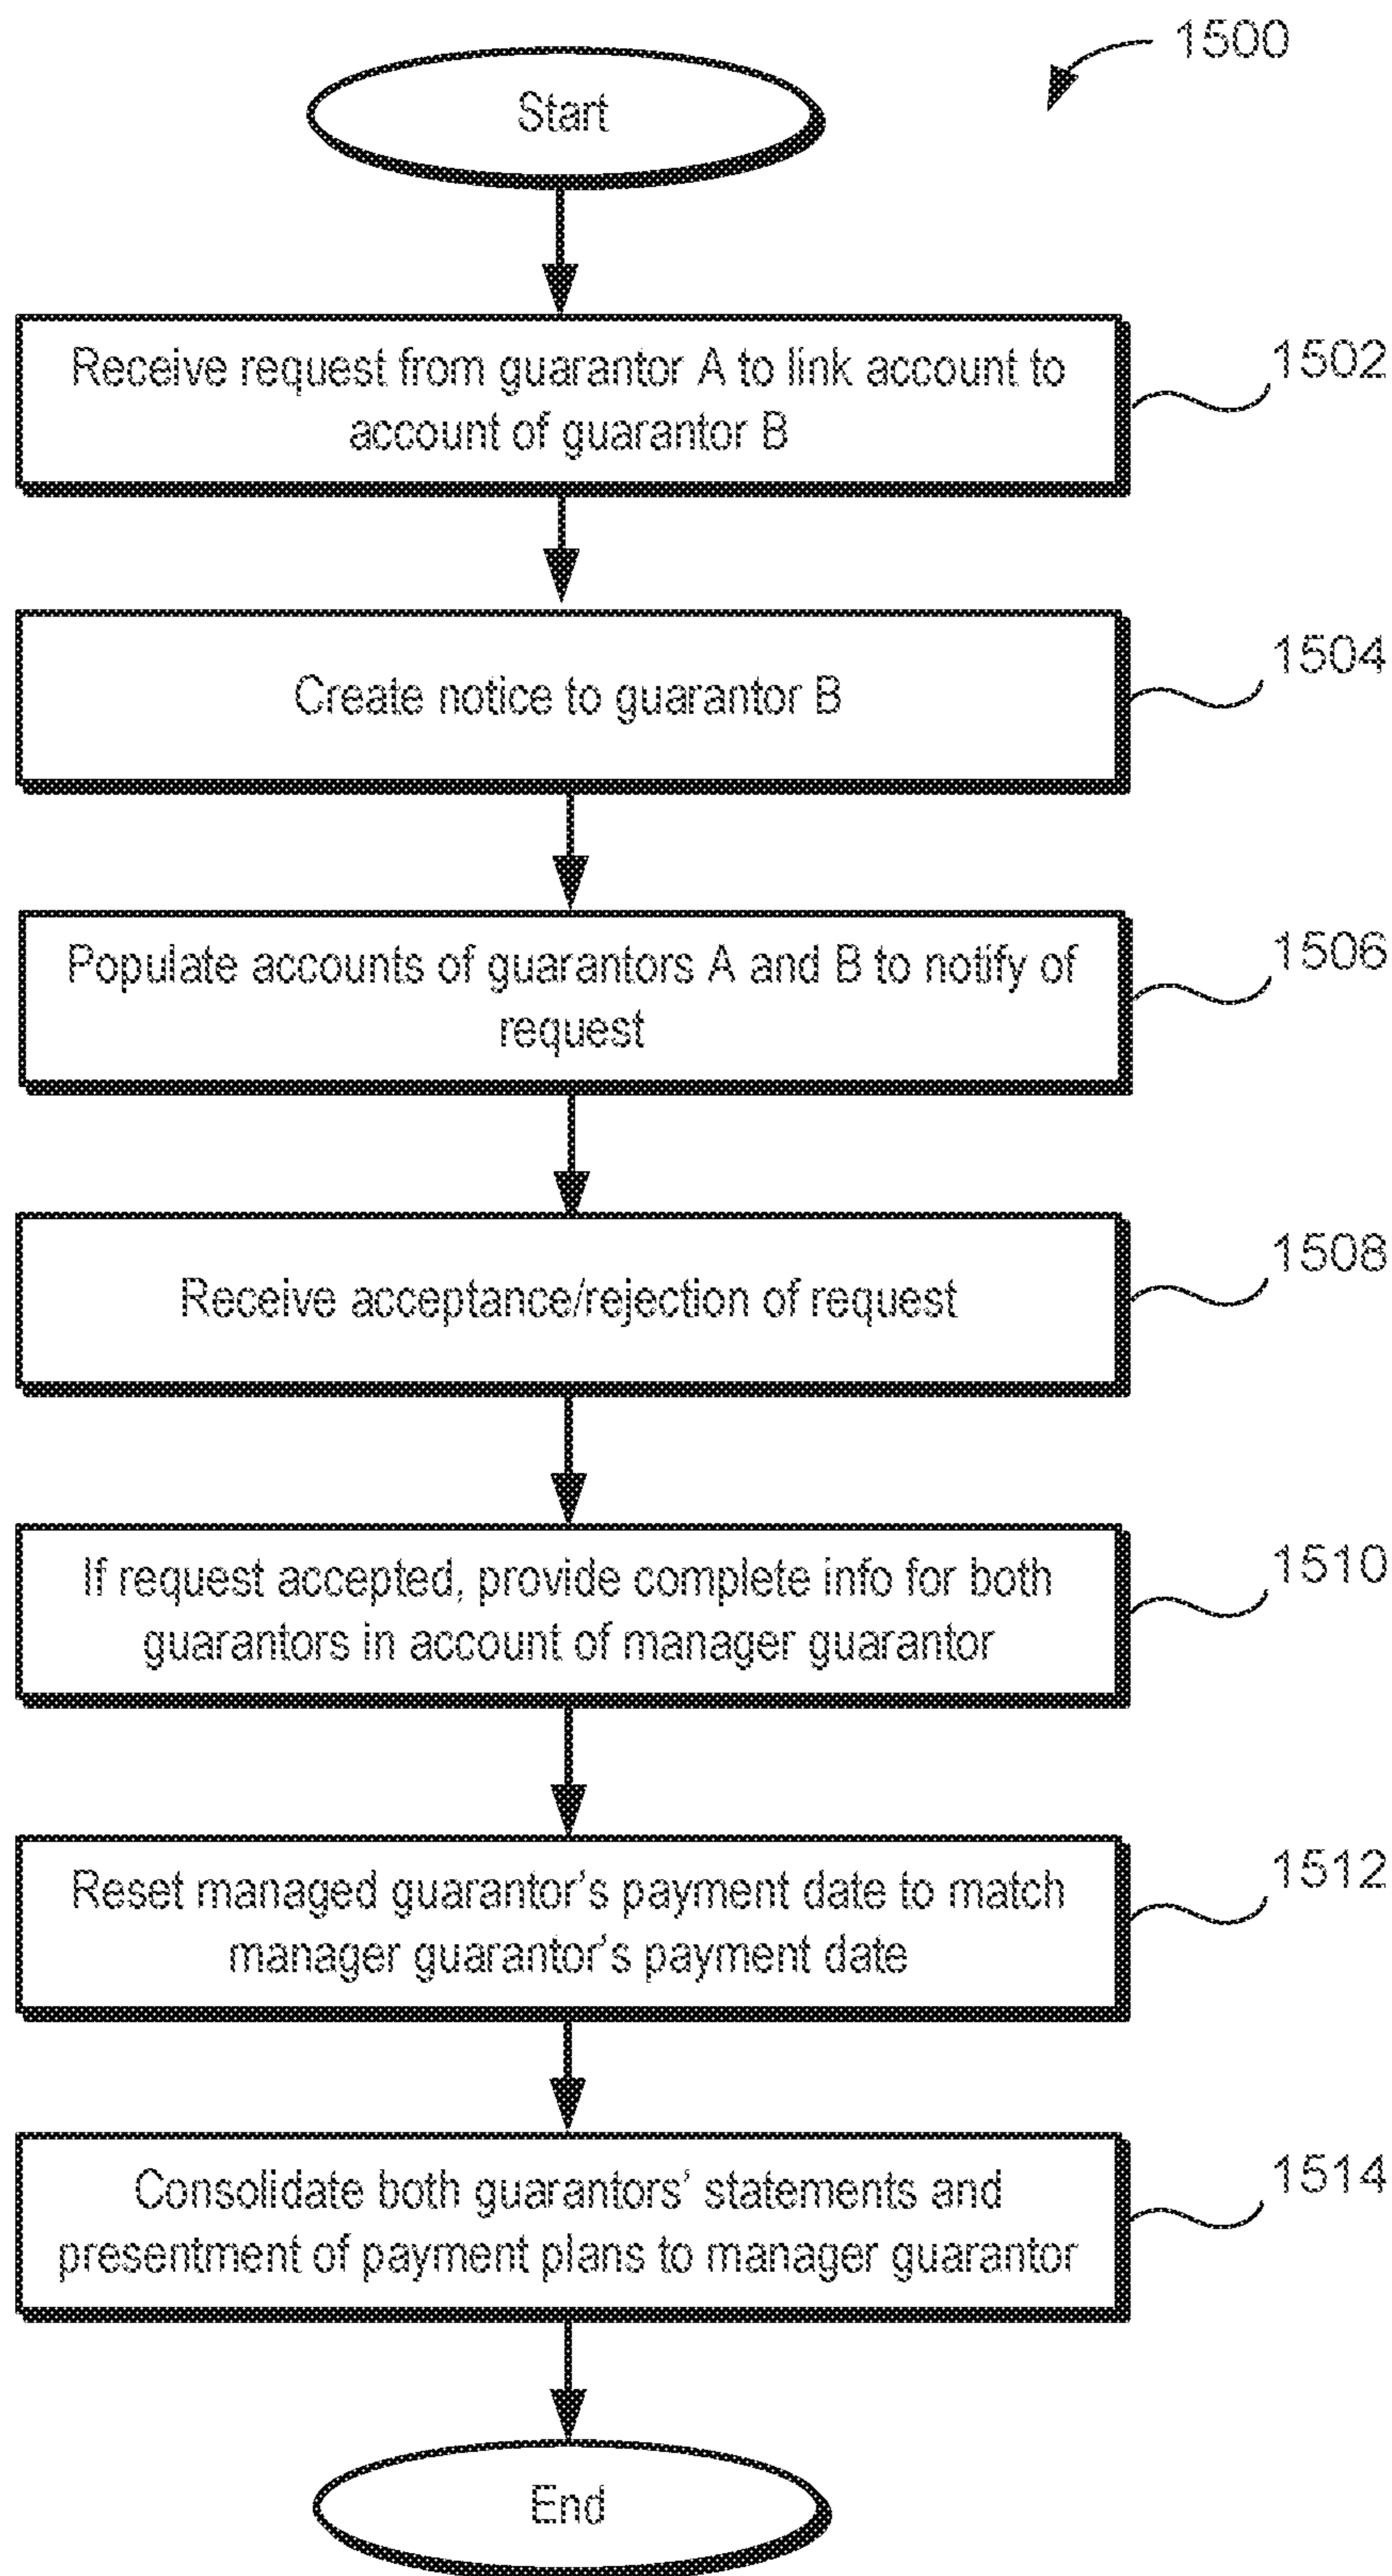 1500
Start
Receive request from guarantor A to link account to
account of guarantor B
1502
Create notice to guarantor B
1504
Populate accounts of guarantors A and B to notify of
request
1506
Receive acceptance/rejection of request
1508
If request accepted, provide complete info for both
guarantors in account of manager guarantor
1510
Reset managed guarantor's payment date to match
manager guarantor's payment date
1512
Consolidate both guarantors' statements and
presentment of payment plans to manager guarantor
1514
End